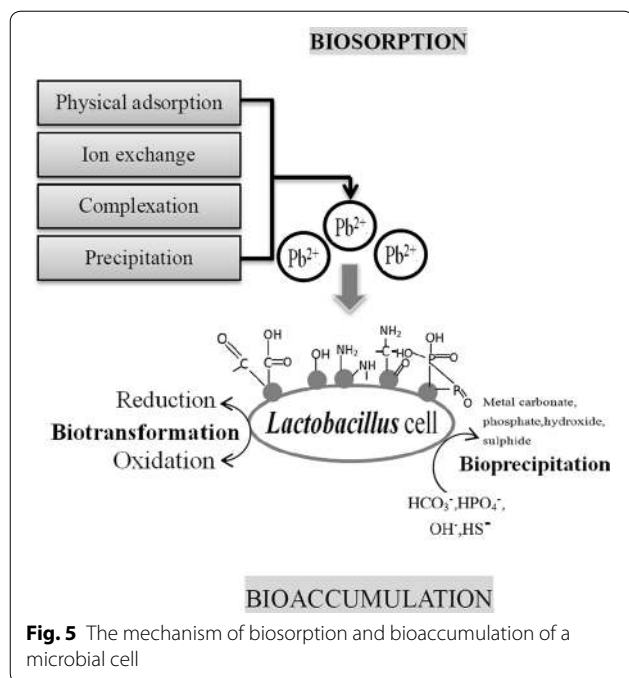 BIOSORPTION
Physical adsorption
Ion exchange
Complexation
Precipitation
Pb²⁺
Pb²⁺
Pb²⁺
O
C
OH
C=O
OH
NH₂
NH
NH₂
-C-
O
OH
HO-P=O
P=O
Reduction
Biotransformation
Oxidation
Lactobacillus cell
Metal carbonate,
phosphate,hydroxide,
sulphide
Bioprecipitation
HCO₃⁻,HPO₄⁻,
OH⁻,HS⁻
BIOACCUMULATION
Fig. 5 The mechanism of biosorption and bioaccumulation of a
microbial cell